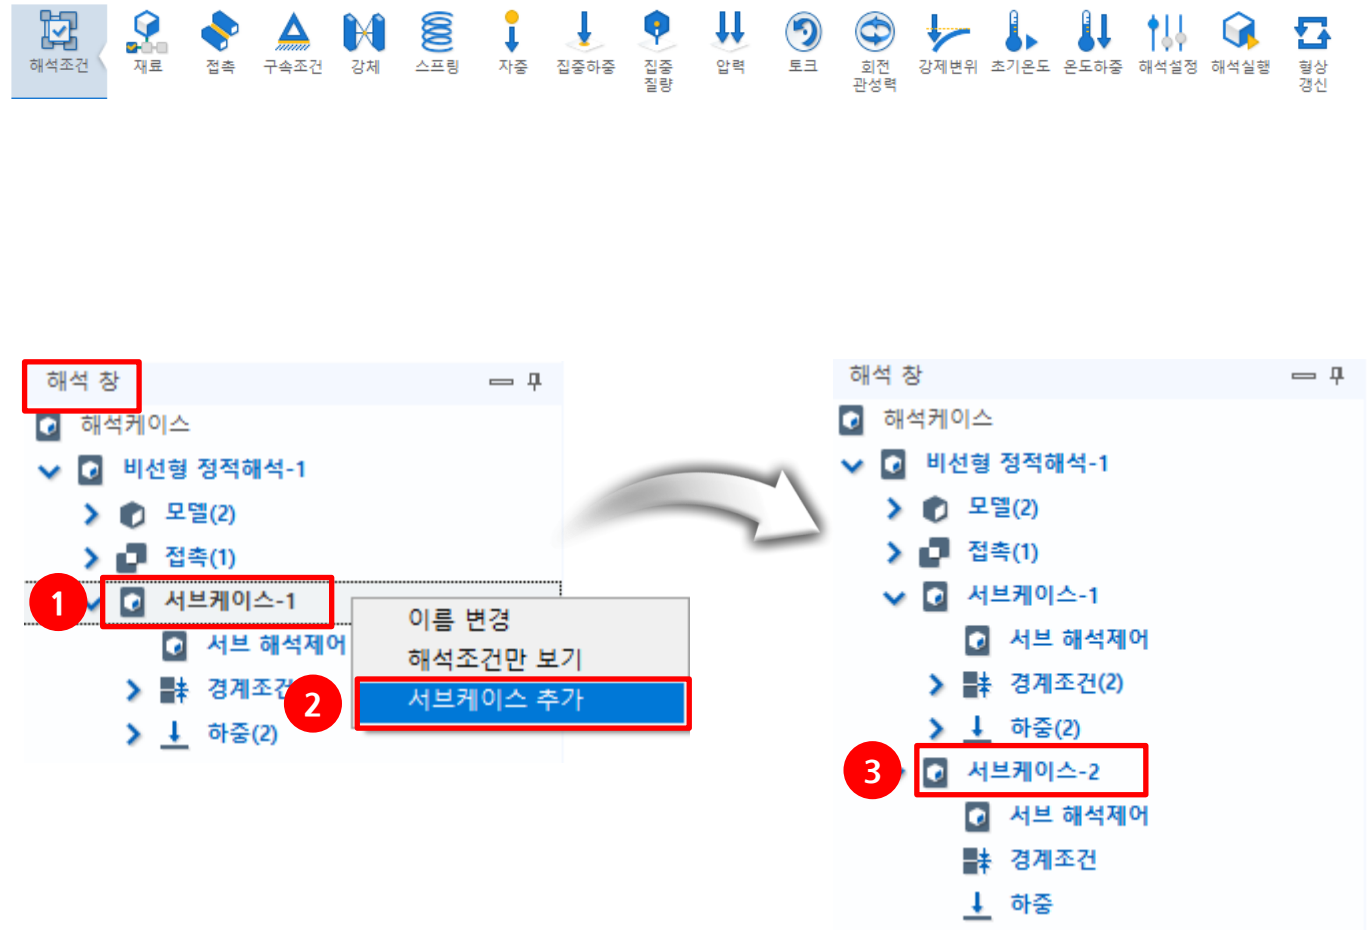 해석조건
재료
접촉
구속조건
강체
스프링
자중
집중하중
집중
질량
압력
토크
회전
관성력
강제변위
초기온도
온도하중
해석설정
해석실행
형상
갱신
해석 창
해석케이스
비선형 정적해석-1
모델(2)
접촉(1)
1
서브케이스-1
서브 해석제어
경계조건
하중(2)
이름 변경
해석조건만 보기
2
서브케이스 추가
해석 창
해석케이스
비선형 정적해석-1
모델(2)
접촉(1)
서브케이스-1
서브 해석제어
경계조건(2)
하중(2)
3
서브케이스-2
서브 해석제어
경계조건
하중